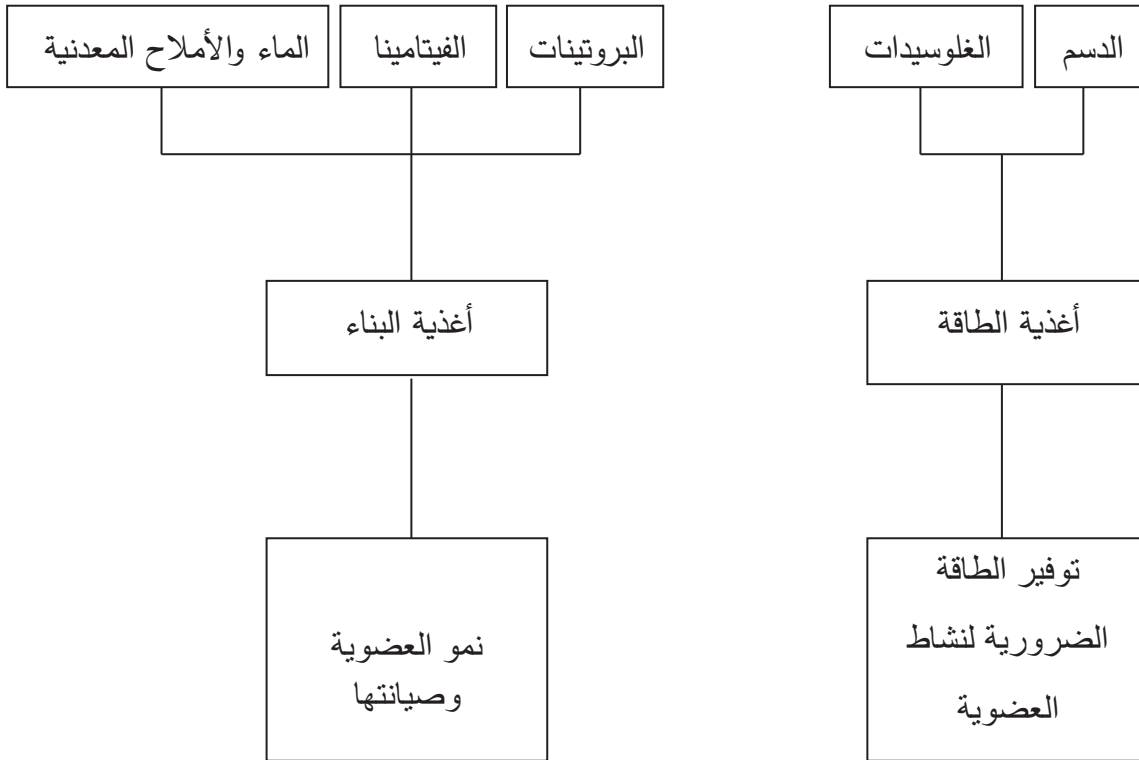 الدسم
الغلوسيدات
البروتينات
الفيتامينا
الماء والأملاح المعدنية
أغذية الطاقة
أغذية البناء
توفير الطاقة
الضرورية لنشاط
العضوية
نمو العضوية
وصيانتها